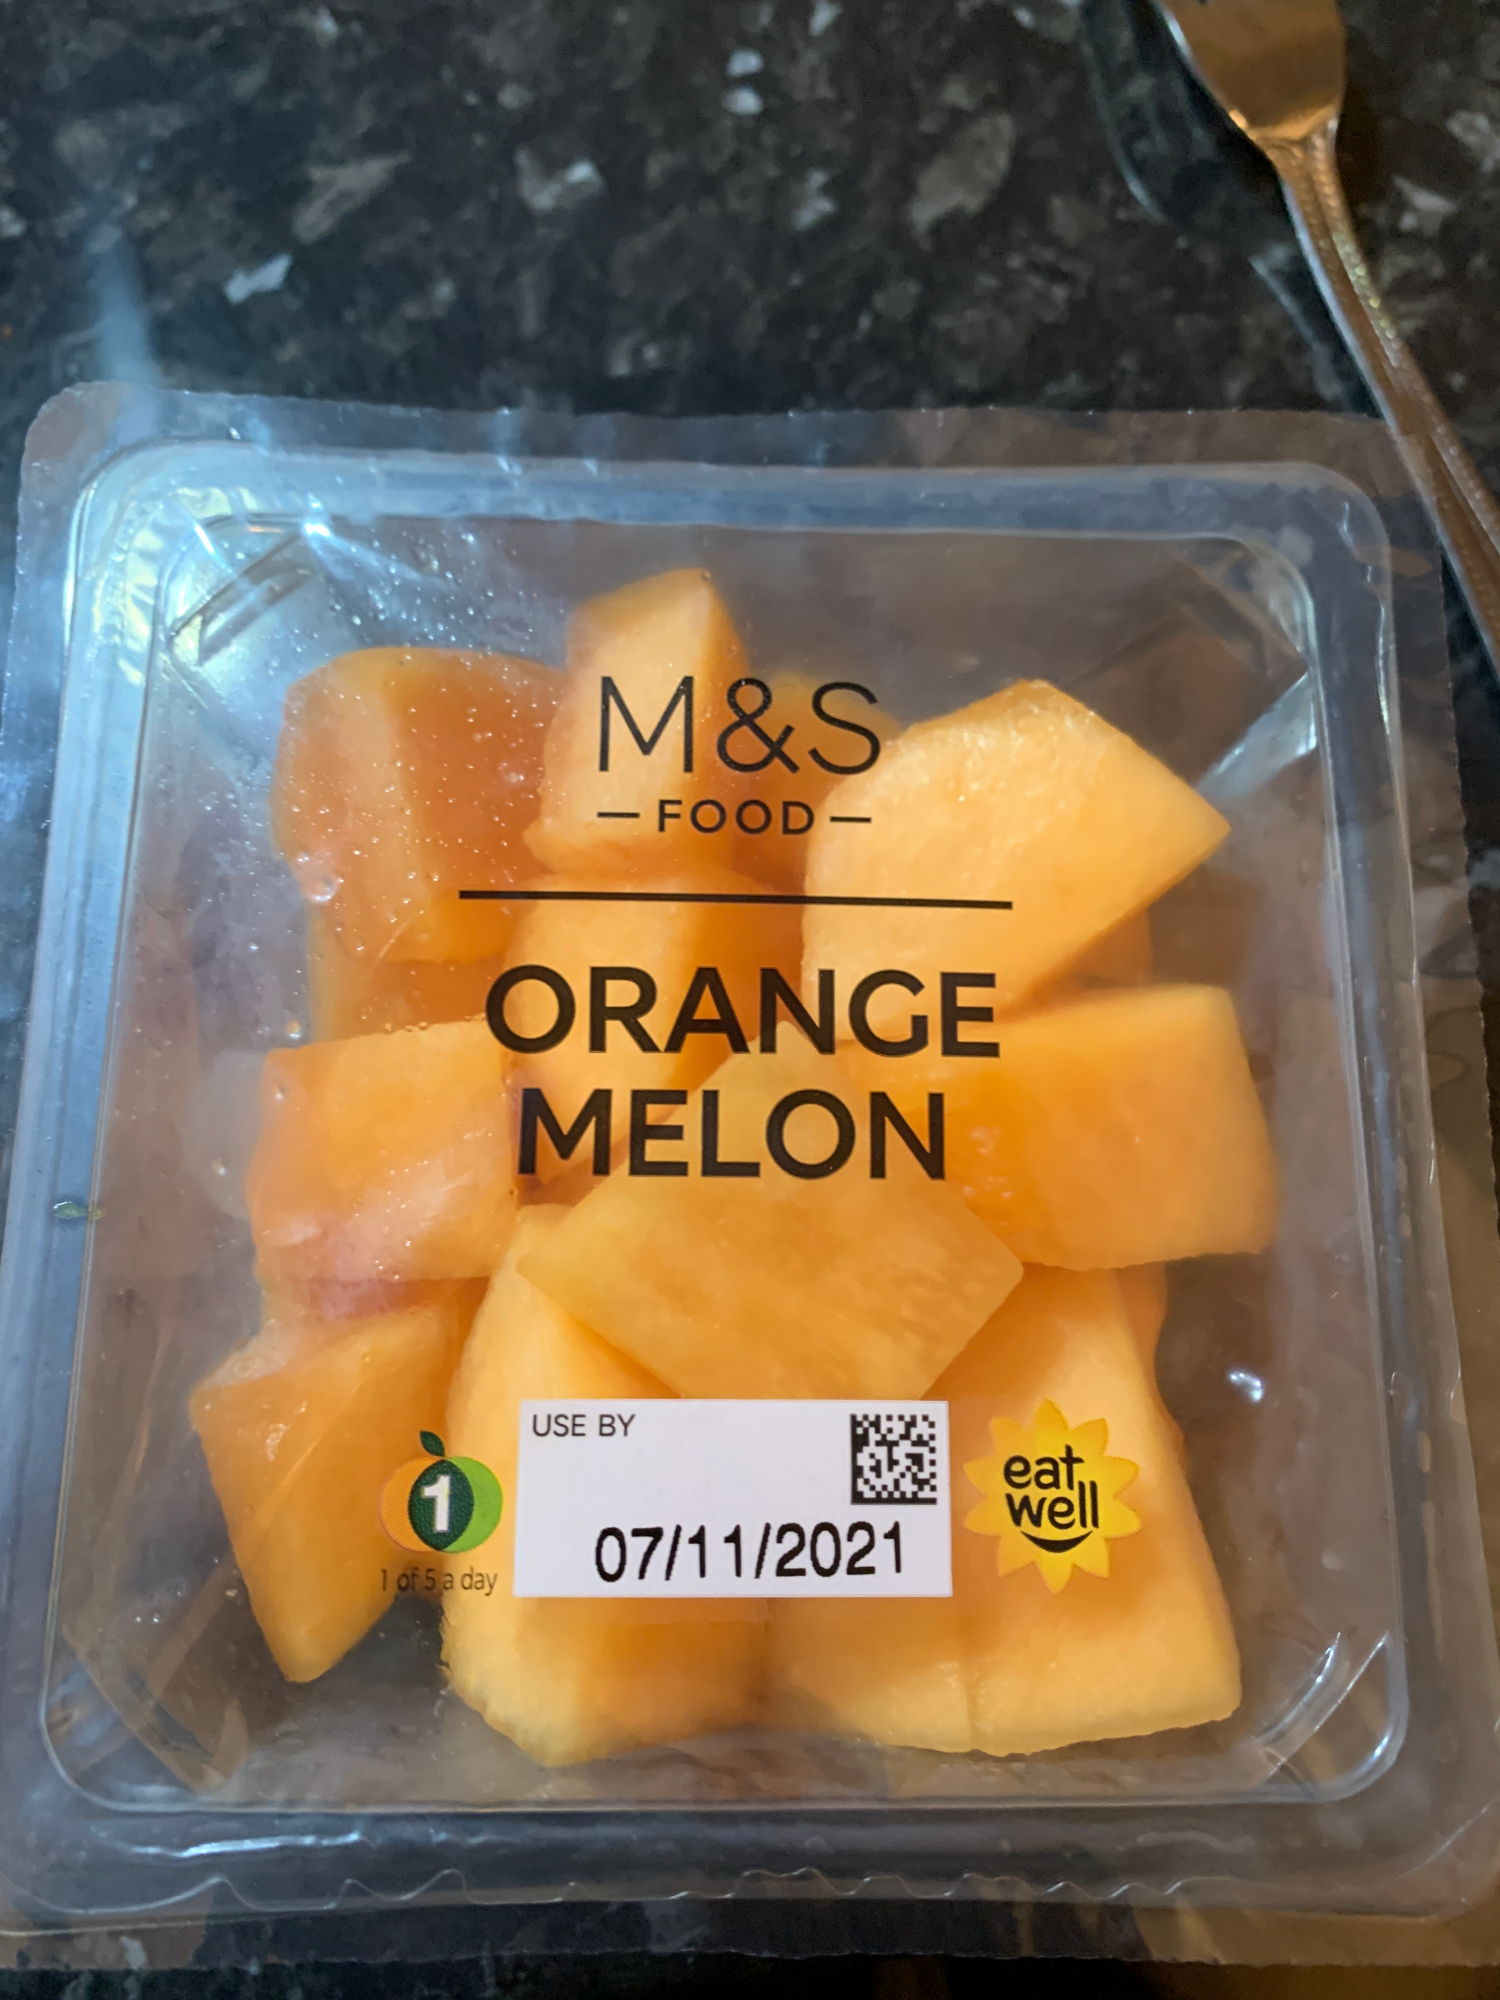 M&S
FOOD
ORANGE
MELON
USE BY
07/11/2021
1
1 of 5 a day
eat
well